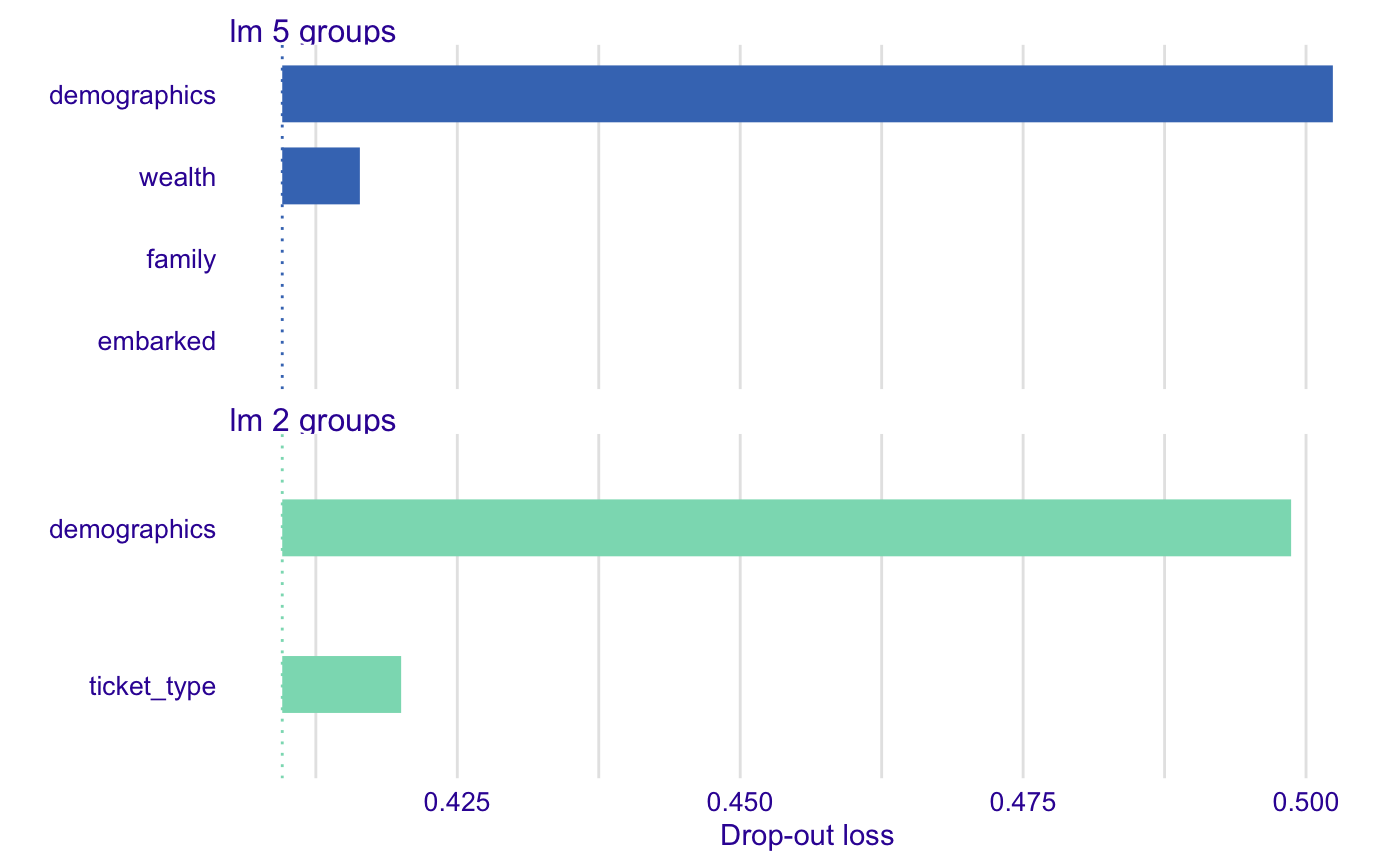 lm 5 groups
demographics
wealth
family
embarked
lm 2 groups
demographics
ticket_type
0.425 0.450 0.475 0.500
Drop-out loss